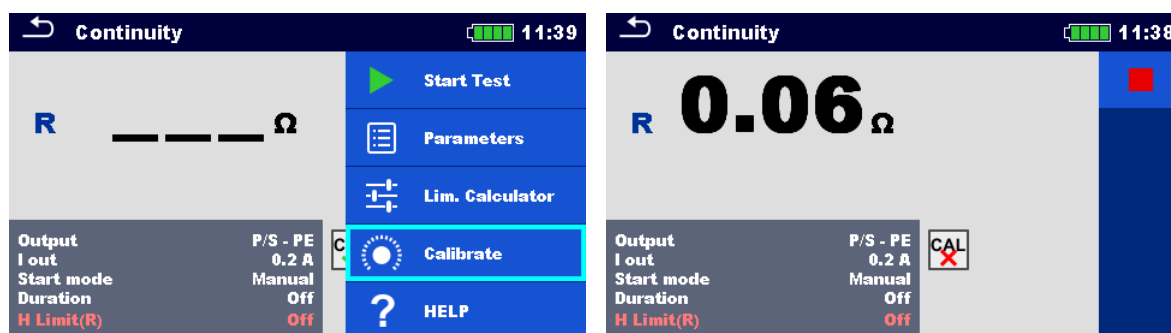 Continuity 11:39
R _ _ _ Ω
Start Test
Parameters
Lim. Calculator
Calibrate
? HELP
Output P/S - PE
I out 0.2 A
Start mode Manual
Duration Off
H Limit(R) Off
Continuity 11:38
R 0.06 Ω
Output P/S - PE
I out 0.2 A
Start mode Manual
Duration Off
H Limit(R) Off
CAL